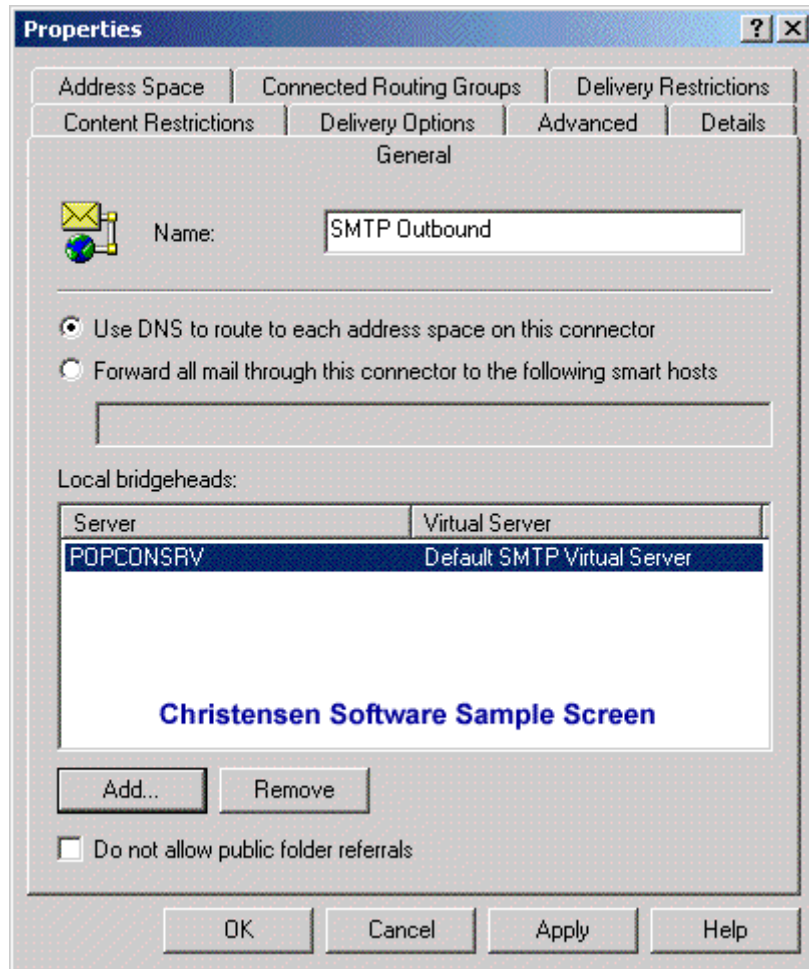 Properties
Address Space Connected Routing Groups Delivery Restrictions
Content Restrictions Delivery Options Advanced Details
General
Name: SMTP Outbound
Use DNS to route to each address space on this connector
Forward all mail through this connector to the following smart hosts
Local bridgeheads:
Server Virtual Server
POPCONSRV Default SMTP Virtual Server
Christensen Software Sample Screen
Add... Remove
Do not allow public folder referrals
OK Cancel Apply Help